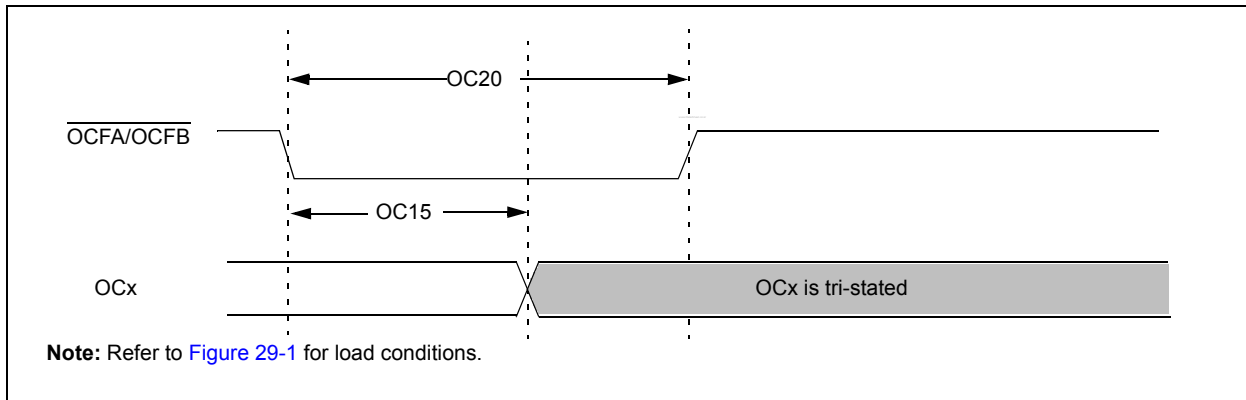 OC20
OCFA/OCFB
OC15
OCx
OCx is tri-stated
Note: Refer to Figure 29-1 for load conditions.